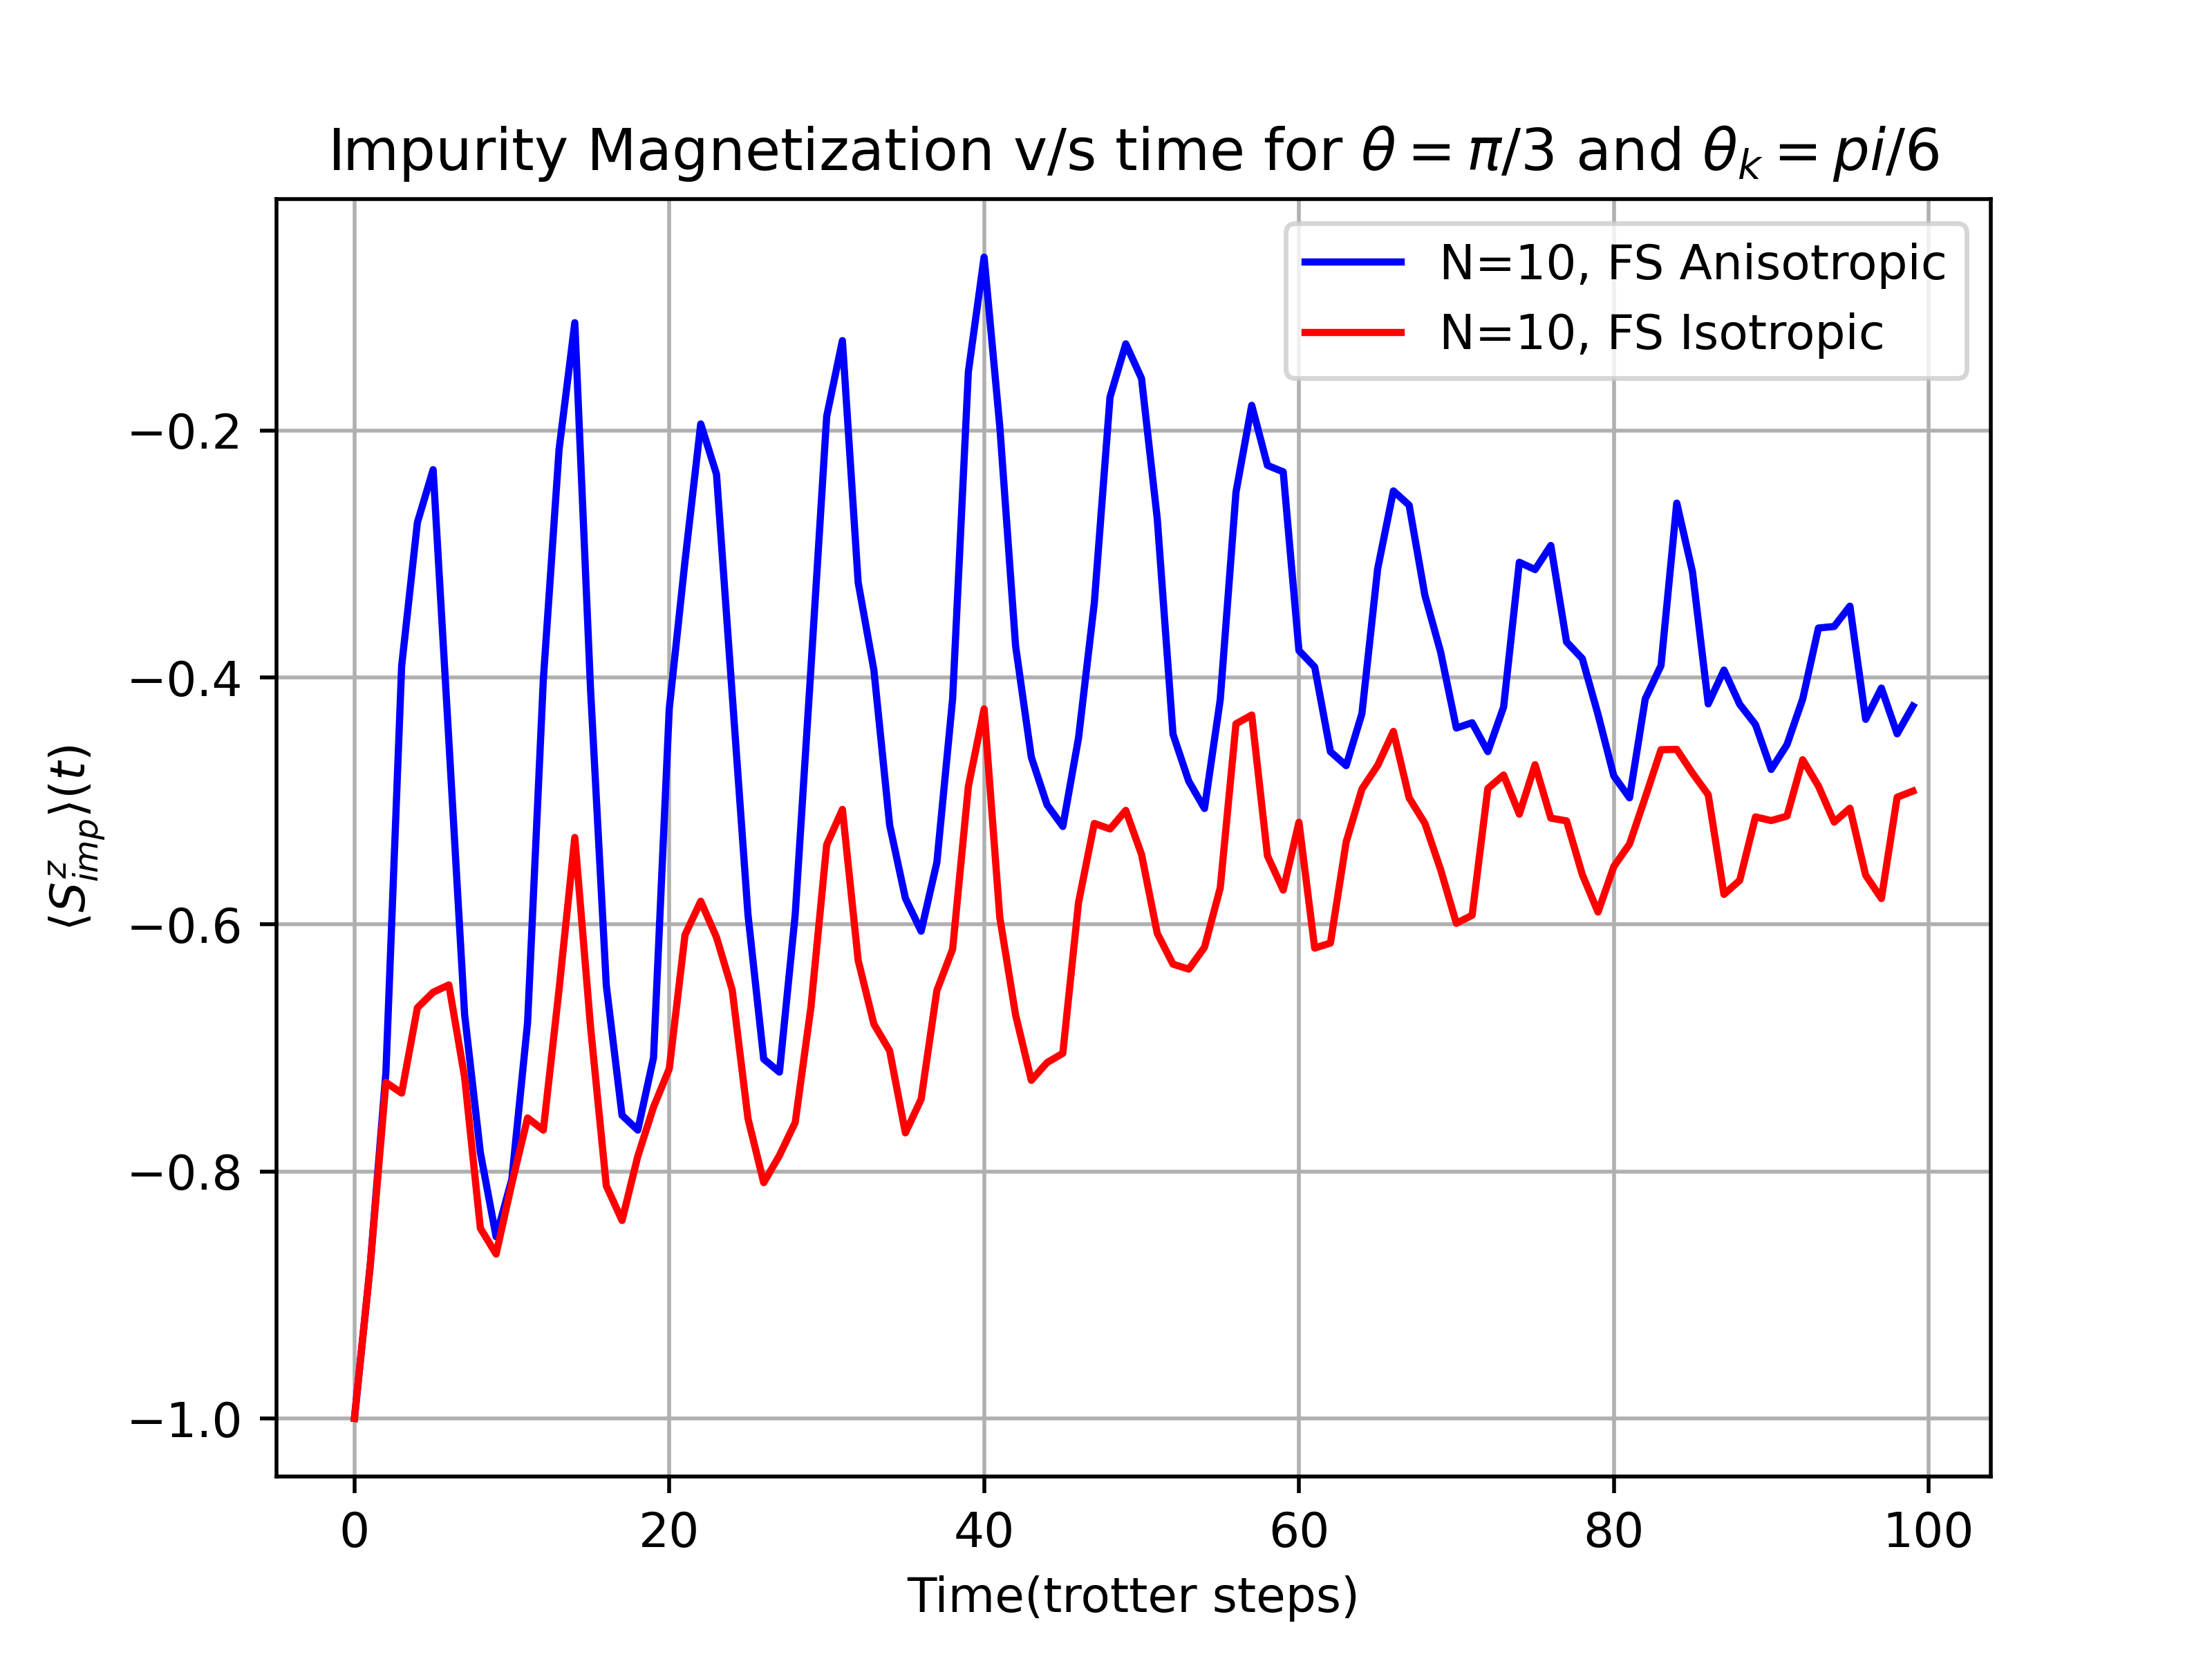 Impurity Magnetization v/s time for θ = π/3 and θₖ = pi/6
N=10, FS Anisotropic
N=10, FS Isotropic
−0.2
−0.4
−0.6
−0.8
−1.0
⟨S^z_imp⟩(t)
0 20 40 60 80 100
Time(trotter steps)